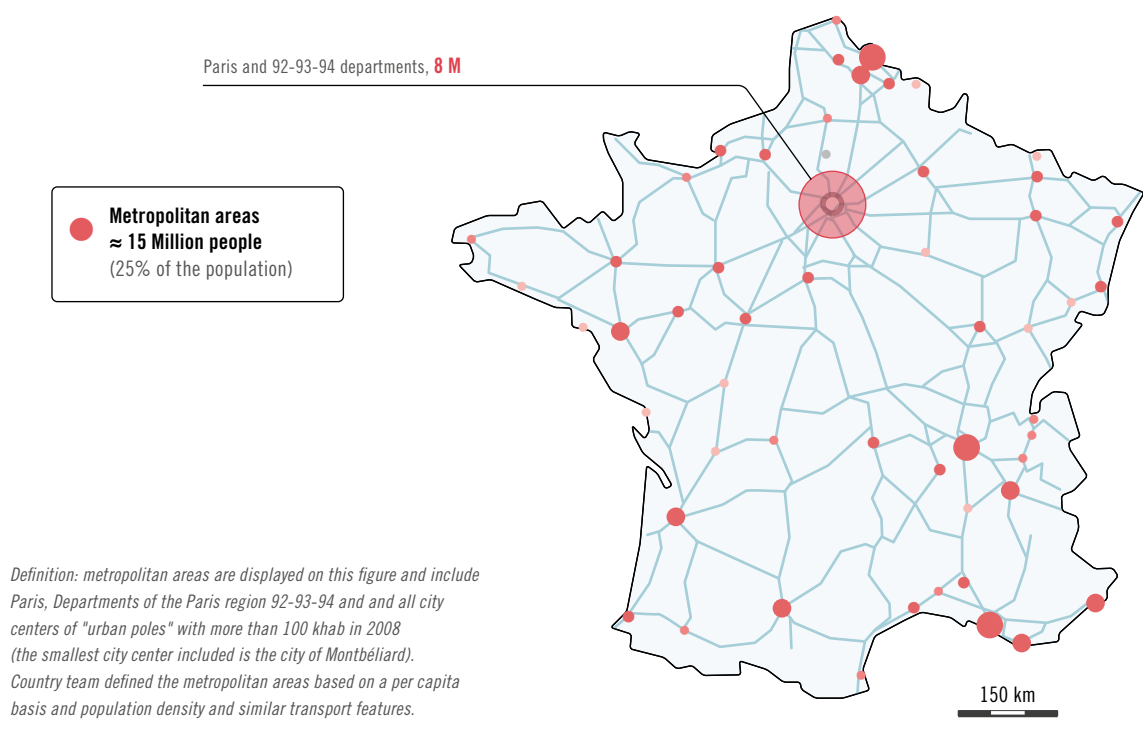 Paris and 92-93-94 departments, 8 M
Metropolitan areas
≈ 15 Million people
(25% of the population)
Definition: metropolitan areas are displayed on this figure and include
Paris, Departments of the Paris region 92-93-94 and and all city
centers of "urban poles" with more than 100 khab in 2008
(the smallest city center included is the city of Montbéliard).
Country team defined the metropolitan areas based on a per capita
basis and population density and similar transport features.
150 km